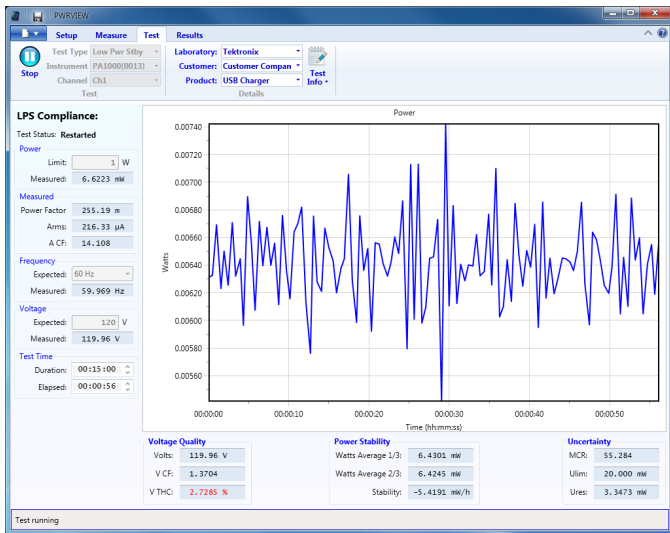 PWRVIEW
Setup Measure Test Results
Stop
Test Type Low Pwr Stby
Instrument PA1000(0013)
Channel Ch1
Test
Laboratory: Tektronix
Customer: Customer Compan
Product: USB Charger
Test
Info
Details
LPS Compliance:
Test Status: Restarted
Power
Limit: 1 W
Measured: 6.6223 mW
Measured
Power Factor 255.19 m
Arms: 216.33 µA
A CF: 14.108
Frequency
Expected: 60 Hz
Measured: 59.969 Hz
Voltage
Expected: 120 V
Measured: 119.96 V
Test Time
Duration: 00:15:00
Elapsed: 00:00:56
Power
0.00740
0.00720
0.00700
0.00680
0.00660
0.00640
0.00620
0.00600
0.00580
0.00560
Watts
00:00:00 00:00:10 00:00:20 00:00:30 00:00:40 00:00:50
Time (hh:mm:ss)
Voltage Quality
Volts: 119.96 V
V CF: 1.3704
V THC: 2.7285 %
Power Stability
Watts Average 1/3: 6.4301 mW
Watts Average 2/3: 6.4245 mW
Stability: -5.4191 mW/h
Uncertainty
MCR: 55.284
Ulim: 20.000 mW
Ures: 3.3473 mW
Test running